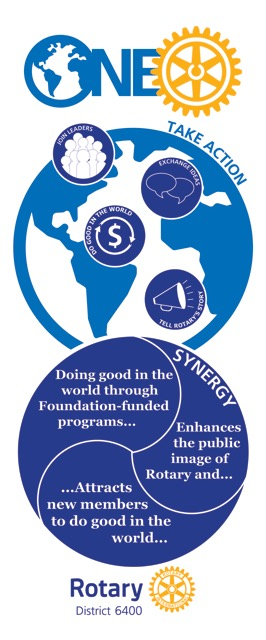 ONE
TAKE ACTION
JOIN LEADERS
EXCHANGE IDEAS
DO GOOD IN THE WORLD
$
TELL ROTARY'S STORY
SYNERGY
Doing good in the
world through
Foundation-funded
programs...
Enhances
the public
image of
Rotary and...
...Attracts
new members
to do good in the
world...
Rotary
District 6400